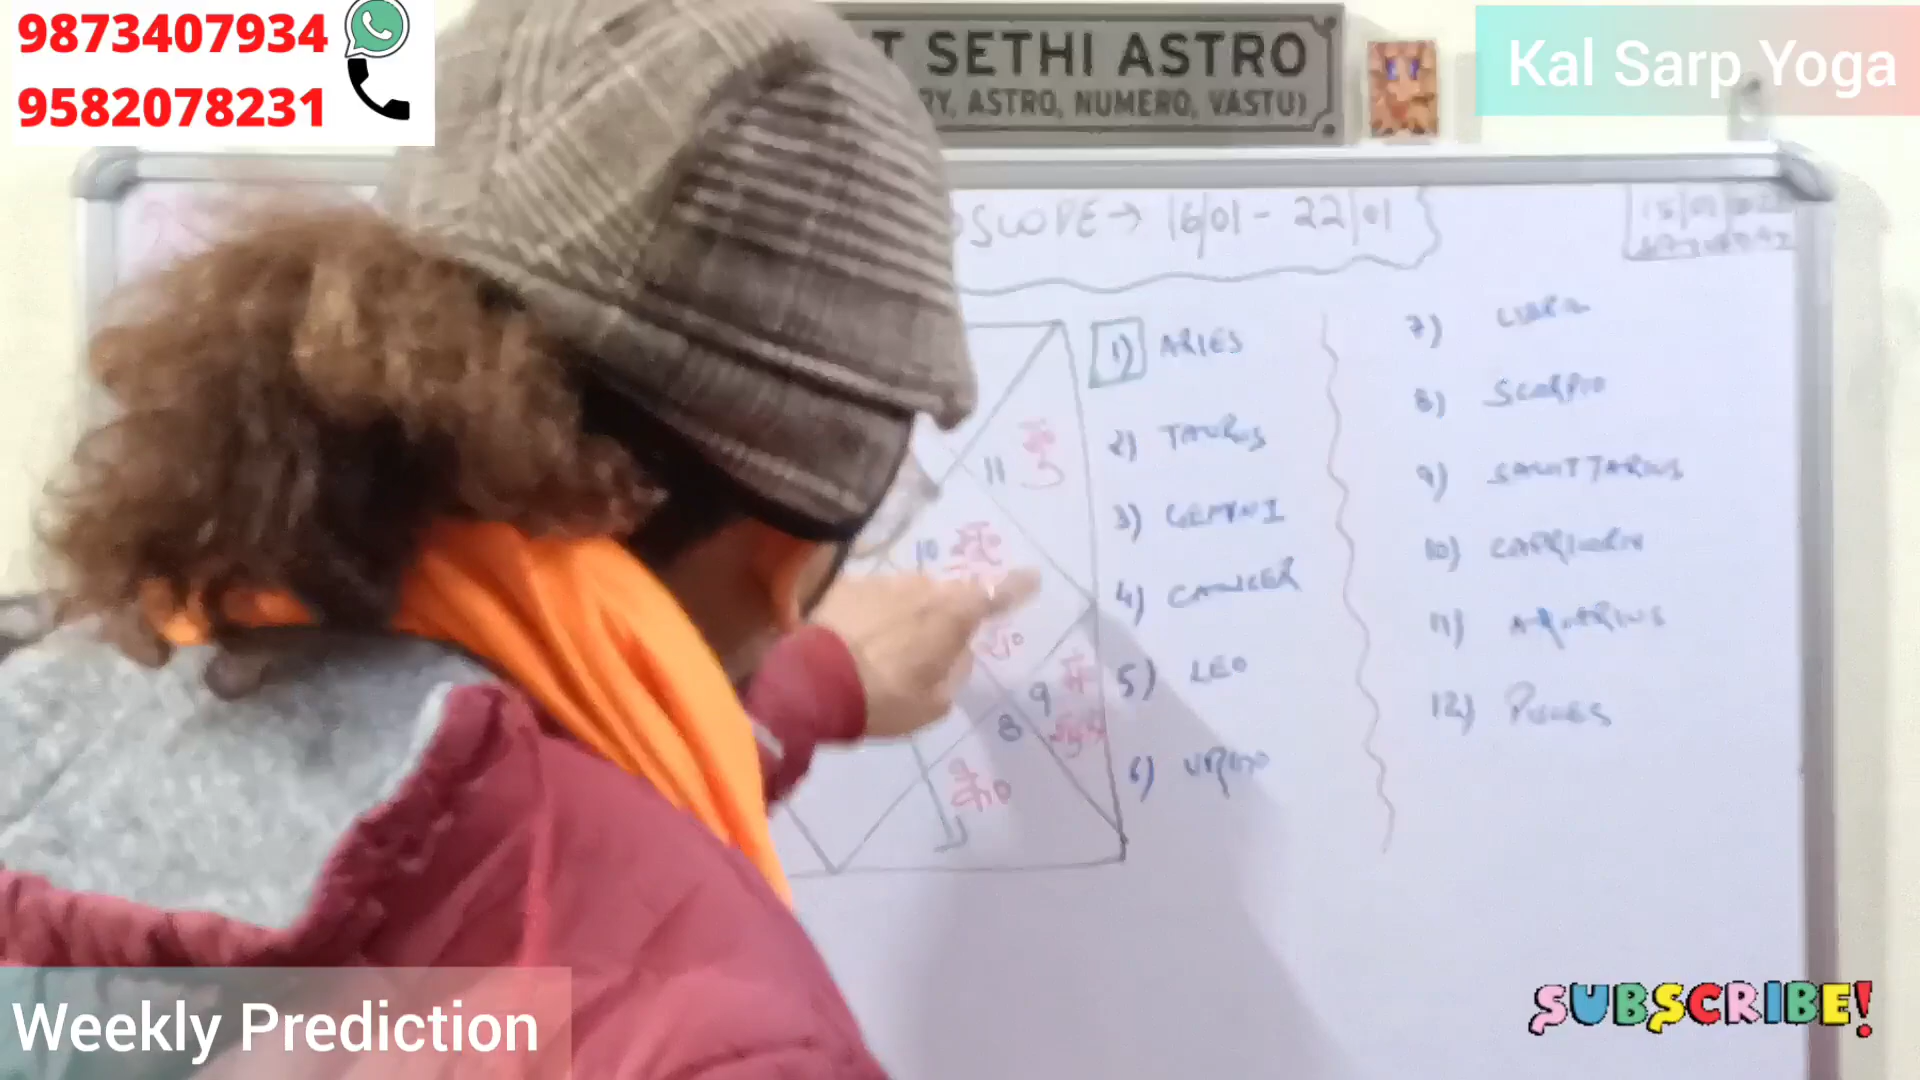 9873407934
9582078231
T SETHI ASTRO
RY, ASTRO, NUMERO, VASTU)
Kal Sarp Yoga
OSCOPE → 16/01 - 22/01
1) ARIES
2) TAURUS
3) GEMINI
4) CANCER
5) LEO
6) VIRGO
7) LIBRA
8) SCORPIO
9) SAGITTARIUS
10) CAPRICORN
11) AQUARIUS
12) PISCES
11
10
9
8
Weekly Prediction
SUBSCRIBE!